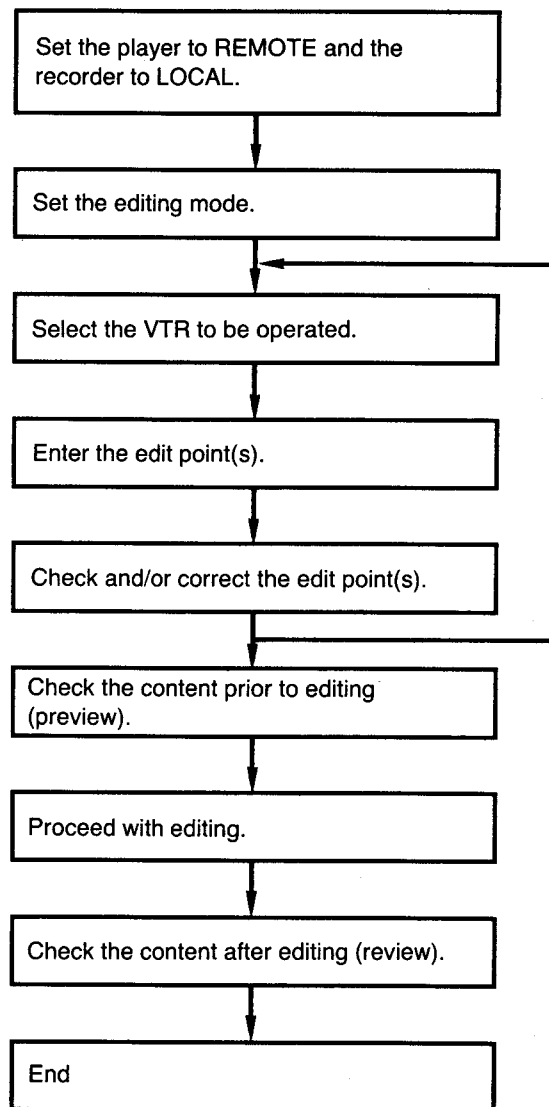 Set the player to REMOTE and the
recorder to LOCAL.
Set the editing mode.
Select the VTR to be operated.
Enter the edit point(s).
Check and/or correct the edit point(s).
Check the content prior to editing
(preview).
Proceed with editing.
Check the content after editing (review).
End